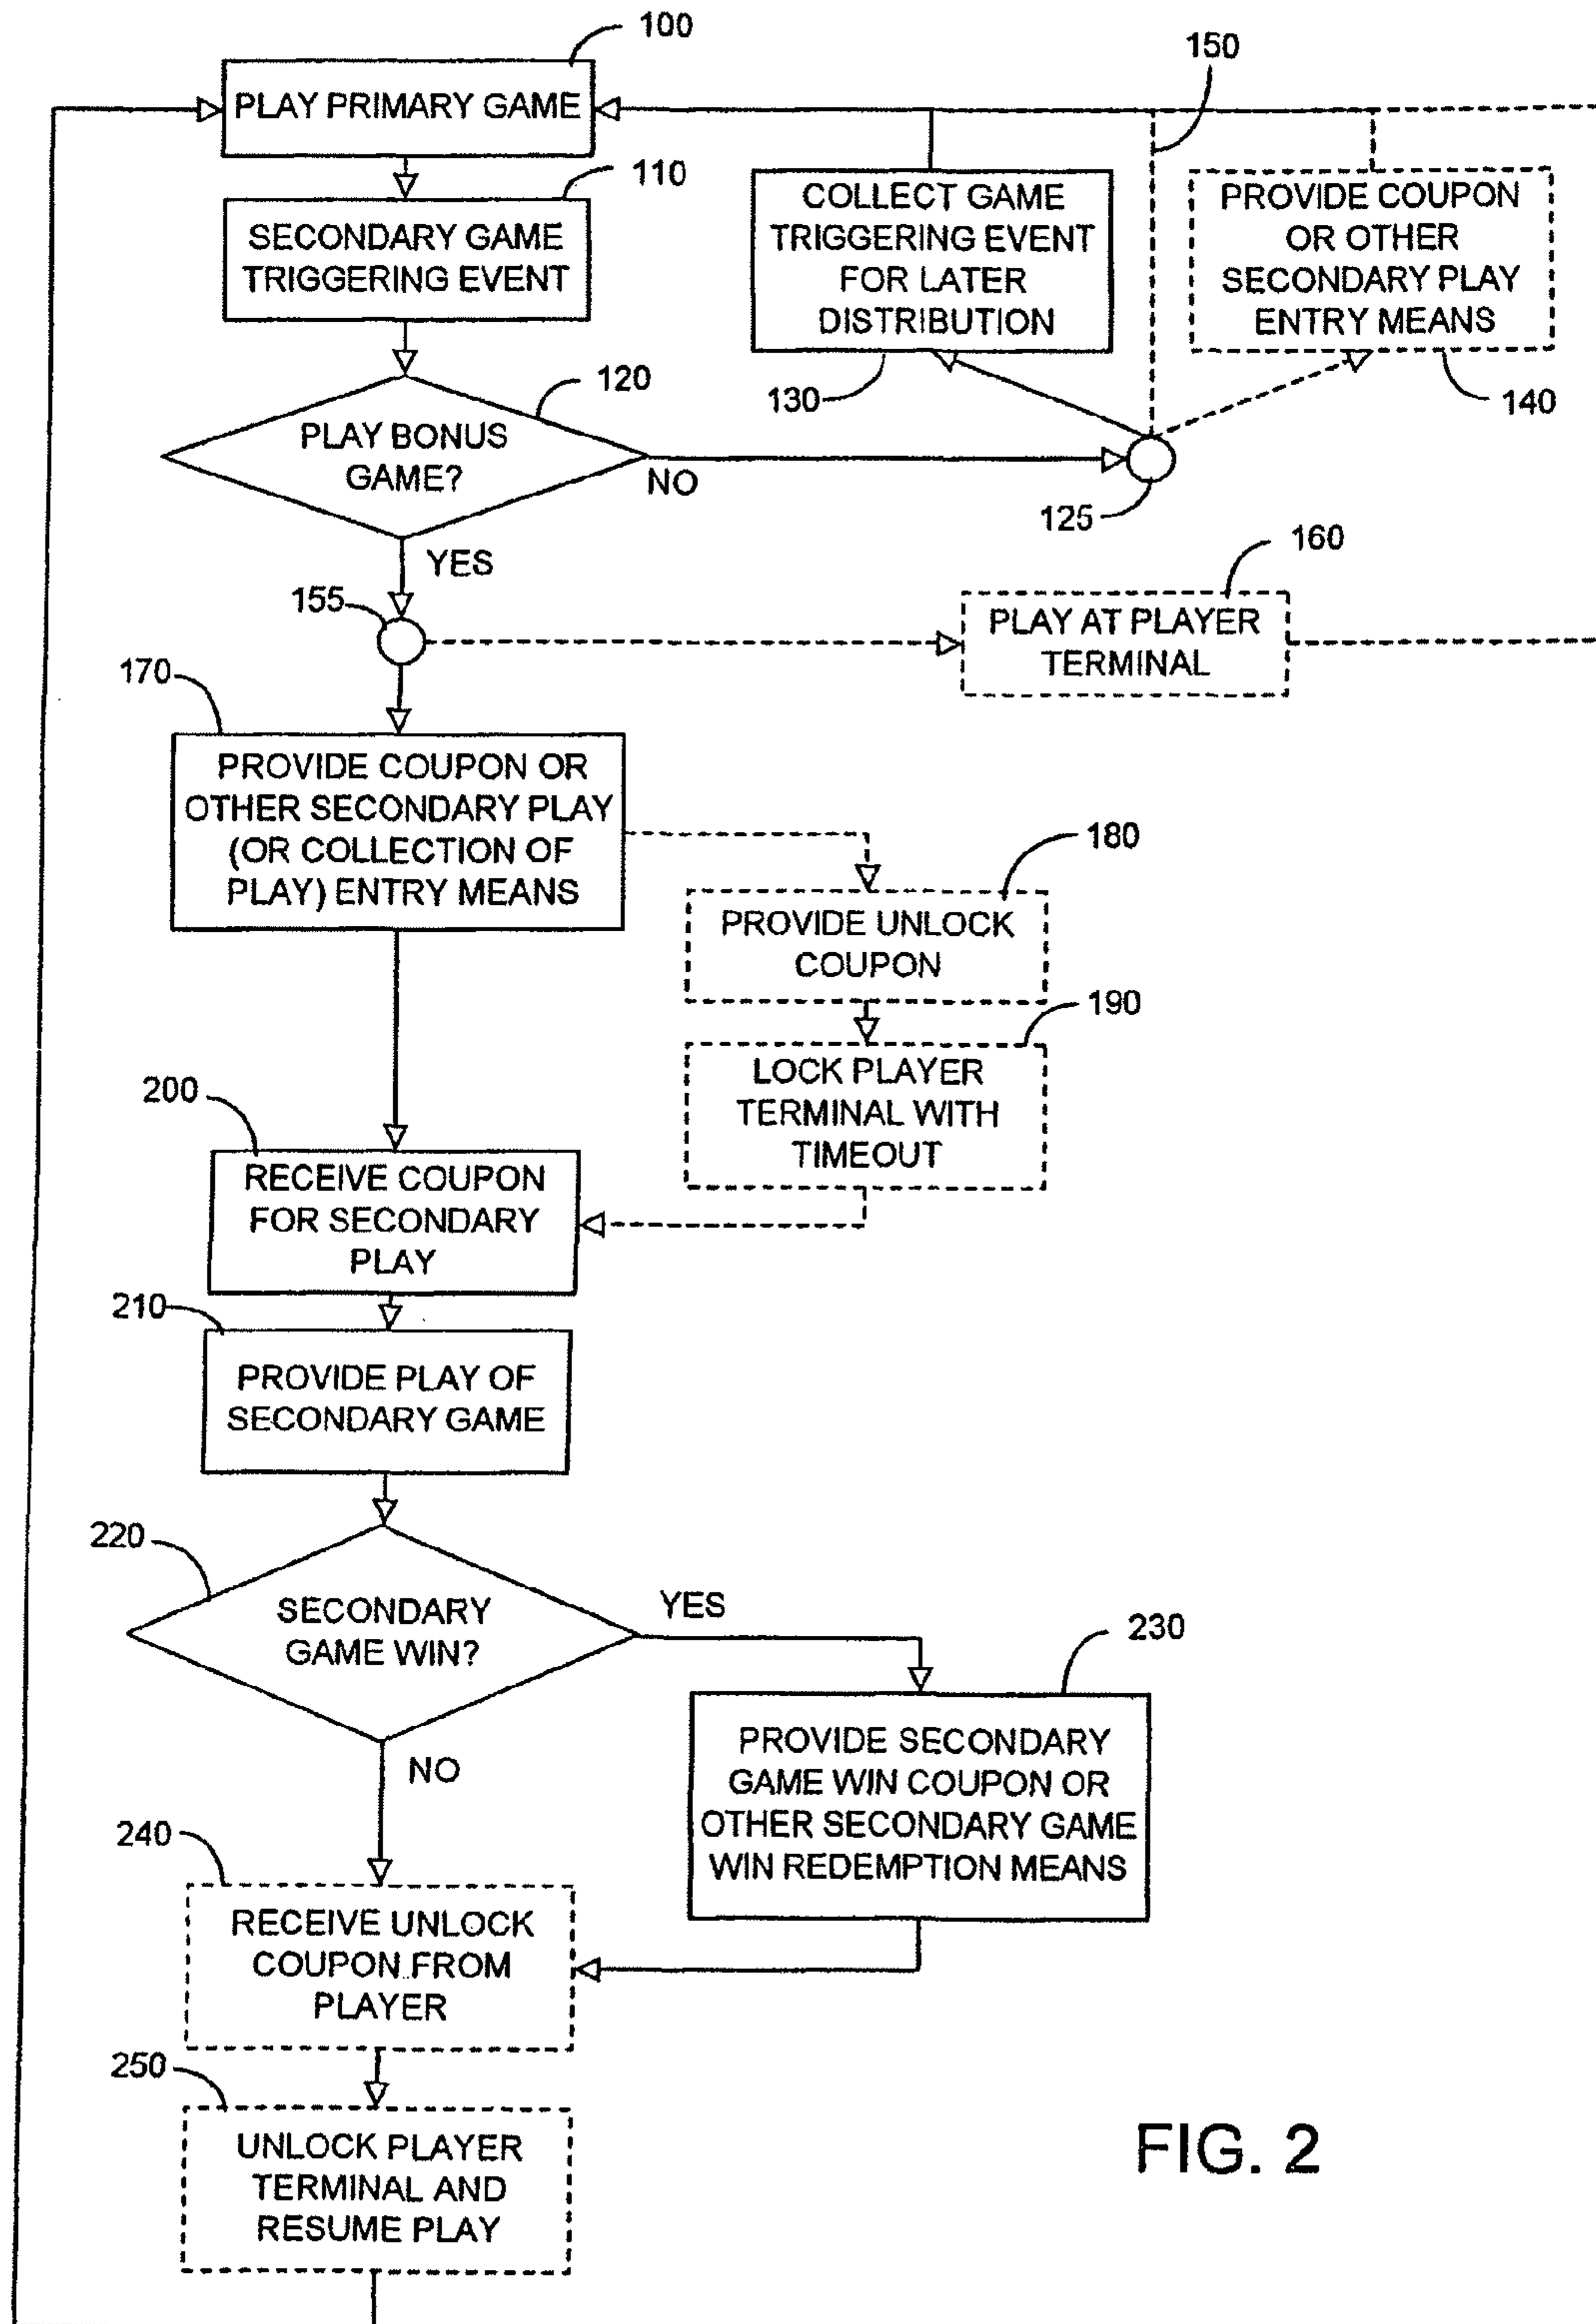 100
150
PLAY PRIMARY GAME
110
SECONDARY GAME
TRIGGERING EVENT
COLLECT GAME
TRIGGERING EVENT
FOR LATER
DISTRIBUTION
PROVIDE COUPON
OR OTHER
SECONDARY PLAY
ENTRY MEANS
120
130
140
PLAY BONUS
GAME?
NO
125
YES
160
155
PLAY AT PLAYER
TERMINAL
170
PROVIDE COUPON OR
OTHER SECONDARY PLAY
(OR COLLECTION OF
PLAY) ENTRY MEANS
180
PROVIDE UNLOCK
COUPON
190
LOCK PLAYER
TERMINAL WITH
TIMEOUT
200
RECEIVE COUPON
FOR SECONDARY
PLAY
210
PROVIDE PLAY OF
SECONDARY GAME
220
SECONDARY
GAME WIN?
YES
230
NO
PROVIDE SECONDARY
GAME WIN COUPON OR
OTHER SECONDARY GAME
WIN REDEMPTION MEANS
240
RECEIVE UNLOCK
COUPON FROM
PLAYER
250
UNLOCK PLAYER
TERMINAL AND
RESUME PLAY
FIG. 2